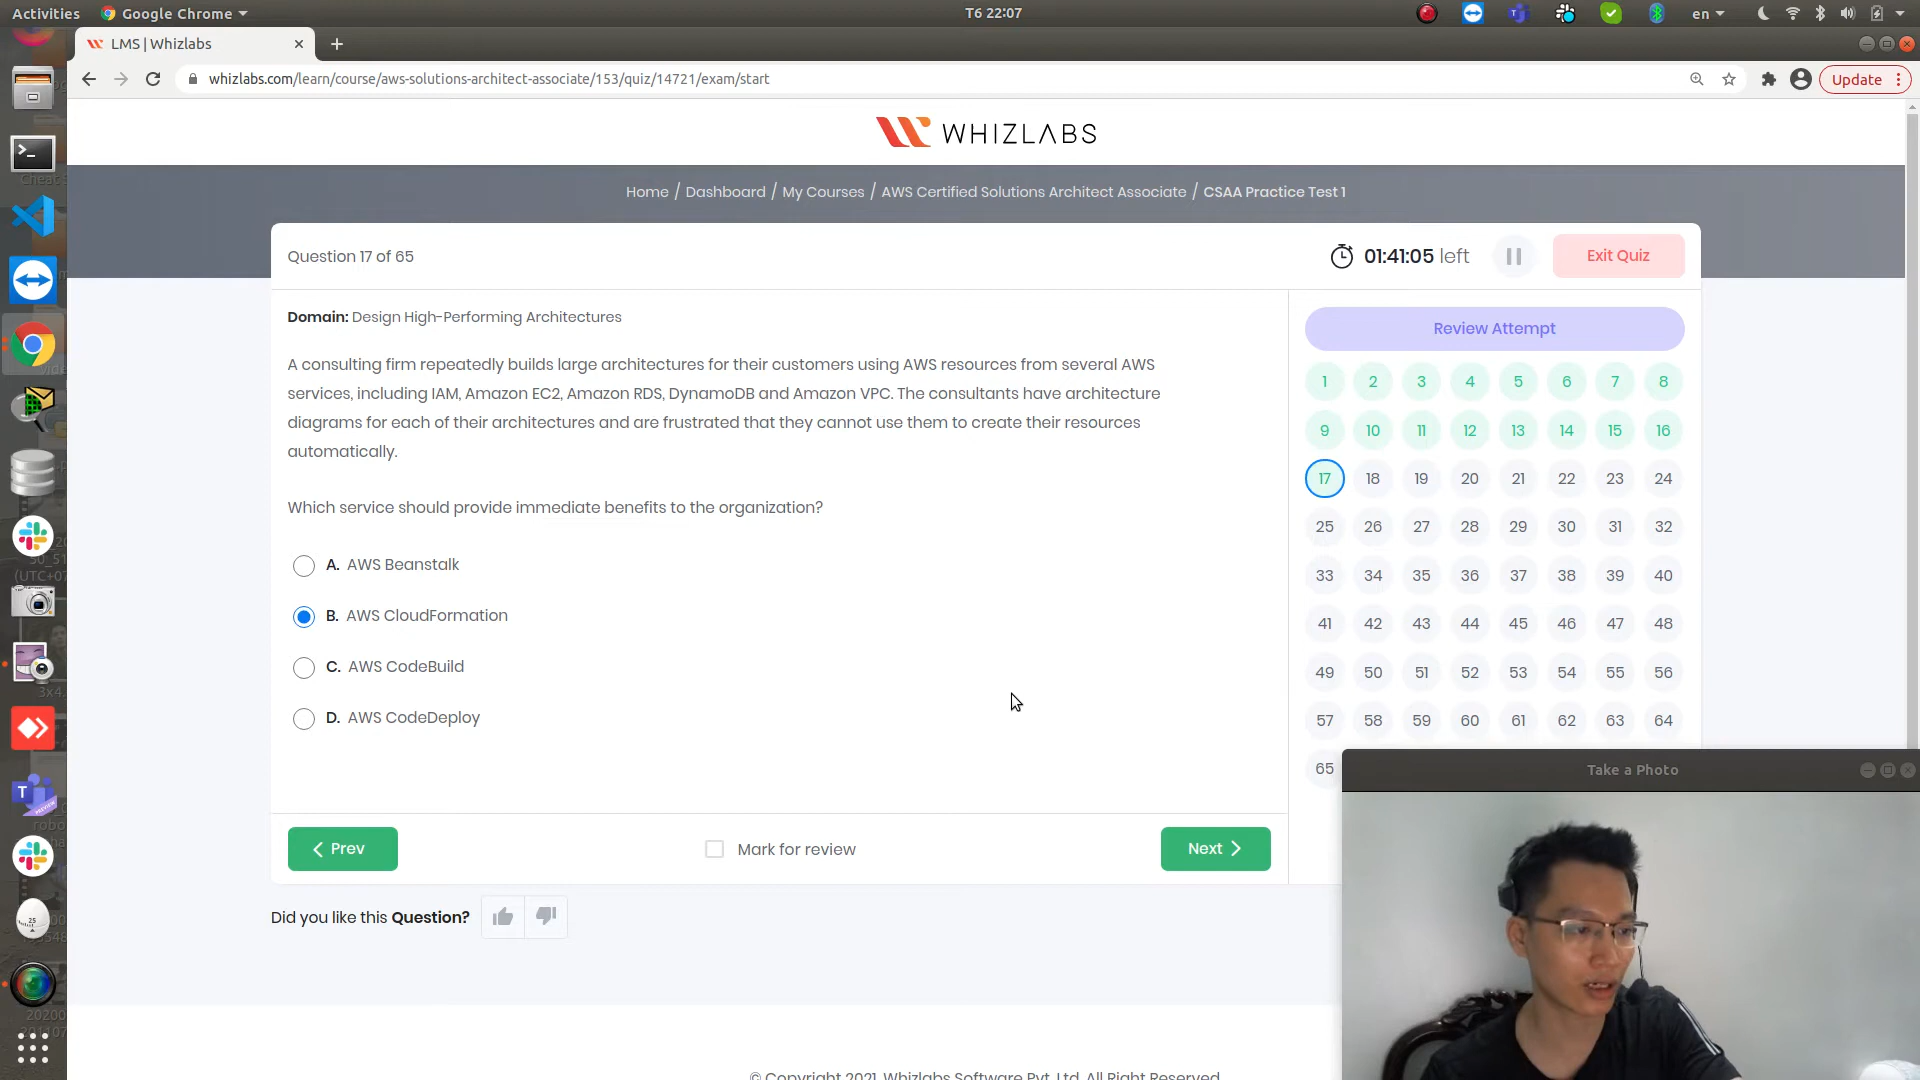 Activities
Google Chrome
T6 22:07
en
LMS | Whizlabs
whizlabs.com/learn/course/aws-solutions-architect-associate/153/quiz/14721/exam/start
Update
WHIZLABS
Home / Dashboard / My Courses / AWS Certified Solutions Architect Associate / CSAA Practice Test 1
Question 17 of 65
01:41:05 left
Exit Quiz
Domain: Design High-Performing Architectures
A consulting firm repeatedly builds large architectures for their customers using AWS resources from several AWS
services, including IAM, Amazon EC2, Amazon RDS, DynamoDB and Amazon VPC. The consultants have architecture
diagrams for each of their architectures and are frustrated that they cannot use them to create their resources
automatically.
Which service should provide immediate benefits to the organization?
A. AWS Beanstalk
B. AWS CloudFormation
C. AWS CodeBuild
D. AWS CodeDeploy
Prev
Mark for review
Next
Did you like this Question?
Review Attempt
1 2 3 4 5 6 7 8
9 10 11 12 13 14 15 16
17 18 19 20 21 22 23 24
25 26 27 28 29 30 31 32
33 34 35 36 37 38 39 40
41 42 43 44 45 46 47 48
49 50 51 52 53 54 55 56
57 58 59 60 61 62 63 64
65
Take a Photo
© Copyright 2021. Whizlabs Software Pvt. Ltd. All Right Reserved